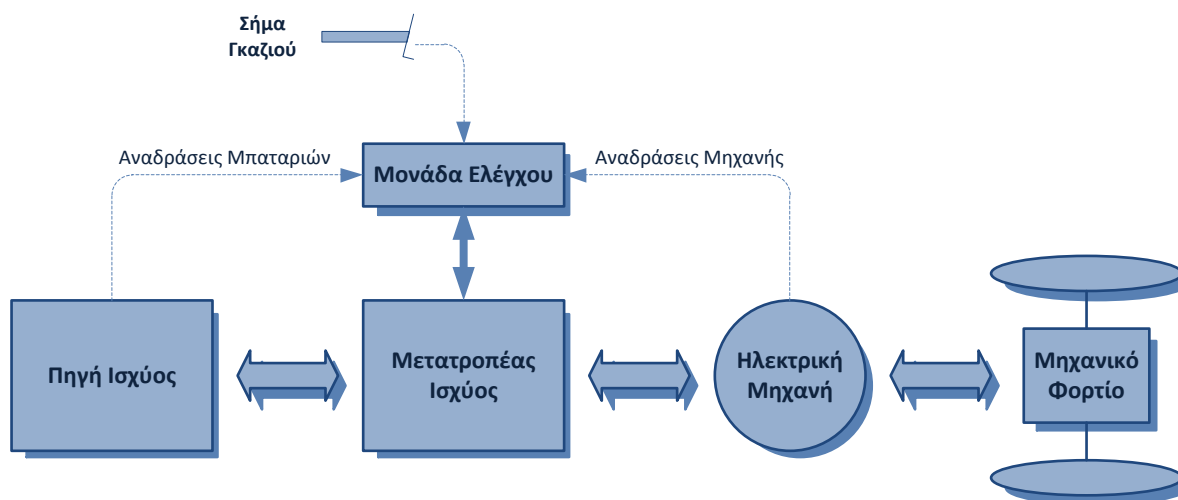 Σήμα
Γκαζιού
Αναδράσεις Μπαταριών
Αναδράσεις Μηχανής
Μονάδα Ελέγχου
Πηγή Ισχύος
Μετατροπέας
Ισχύος
Ηλεκτρική
Μηχανή
Μηχανικό
Φορτίο